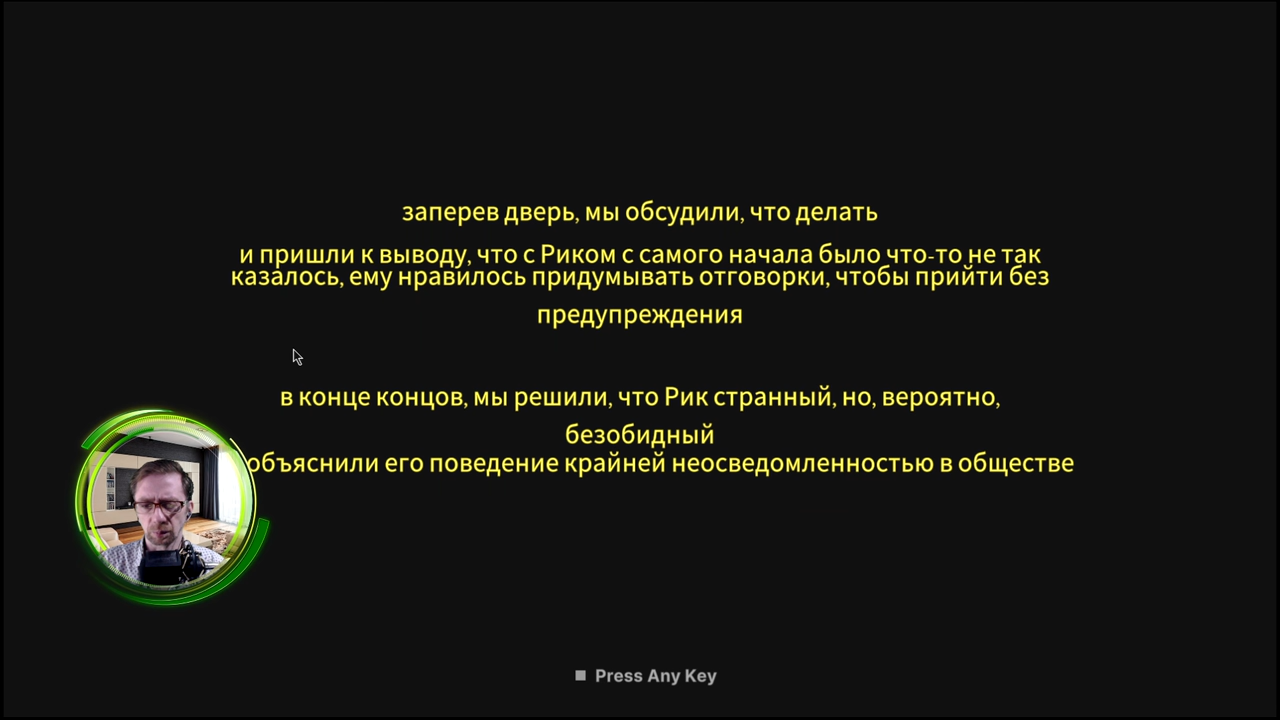 заперев дверь, мы обсудили, что делать
и пришли к выводу, что с Риком с самого начала было что-то не так
казалось, ему нравилось придумывать отговорки, чтобы прийти без
предупреждения
в конце концов, мы решили, что Рик странный, но, вероятно,
безобидный
объяснили его поведение крайней неосведомленностью в обществе
Press Any Key